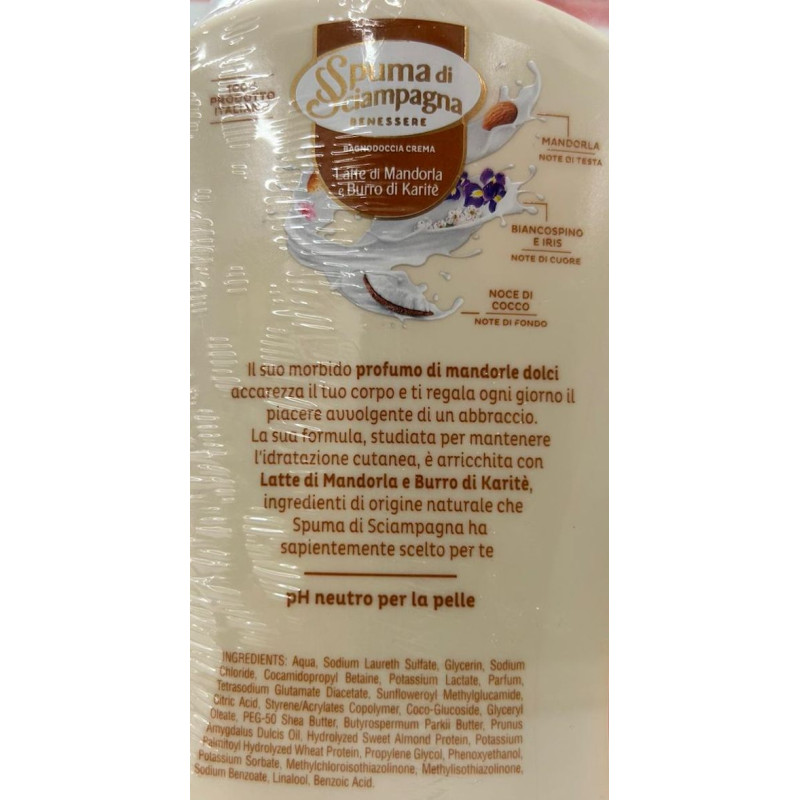 100%
PRODOTTO
ITALIANO
Spuma di
Sciampagna
BENESSERE
BAGNODOCCIA CREMA
Latte di Mandorla
e Burro di Karitè
MANDORLA
NOTE DI TESTA
BIANCOSPINO
E IRIS
NOTE DI CUORE
NOCE DI
COCCO
NOTE DI FONDO
Il suo morbido profumo di mandorle dolci
accarezza il tuo corpo e ti regala ogni giorno il
piacere avvolgente di un abbraccio.
La sua formula, studiata per mantenere
l'idratazione cutanea, è arricchita con
Latte di Mandorla e Burro di Karitè,
ingredienti di origine naturale che
Spuma di Sciampagna ha
sapientemente scelto per te
pH neutro per la pelle
INGREDIENTS: Aqua, Sodium Laureth Sulfate, Glycerin, Sodium
Chloride, Cocamidopropyl Betaine, Potassium Lactate, Parfum,
Tetrasodium Glutamate Diacetate, Sunfloweroyl Methylglucamide,
Citric Acid, Styrene/Acrylates Copolymer, Coco-Glucoside, Glyceryl
Oleate, PEG-50 Shea Butter, Butyrospermum Parkii Butter, Prunus
Amygdalus Dulcis Oil, Hydrolyzed Sweet Almond Protein, Potassium
Palmitoyl Hydrolyzed Wheat Protein, Propylene Glycol, Phenoxyethanol,
Potassium Sorbate, Methylchloroisothiazolinone, Methylisothiazolinone,
Sodium Benzoate, Linalool, Benzoic Acid.